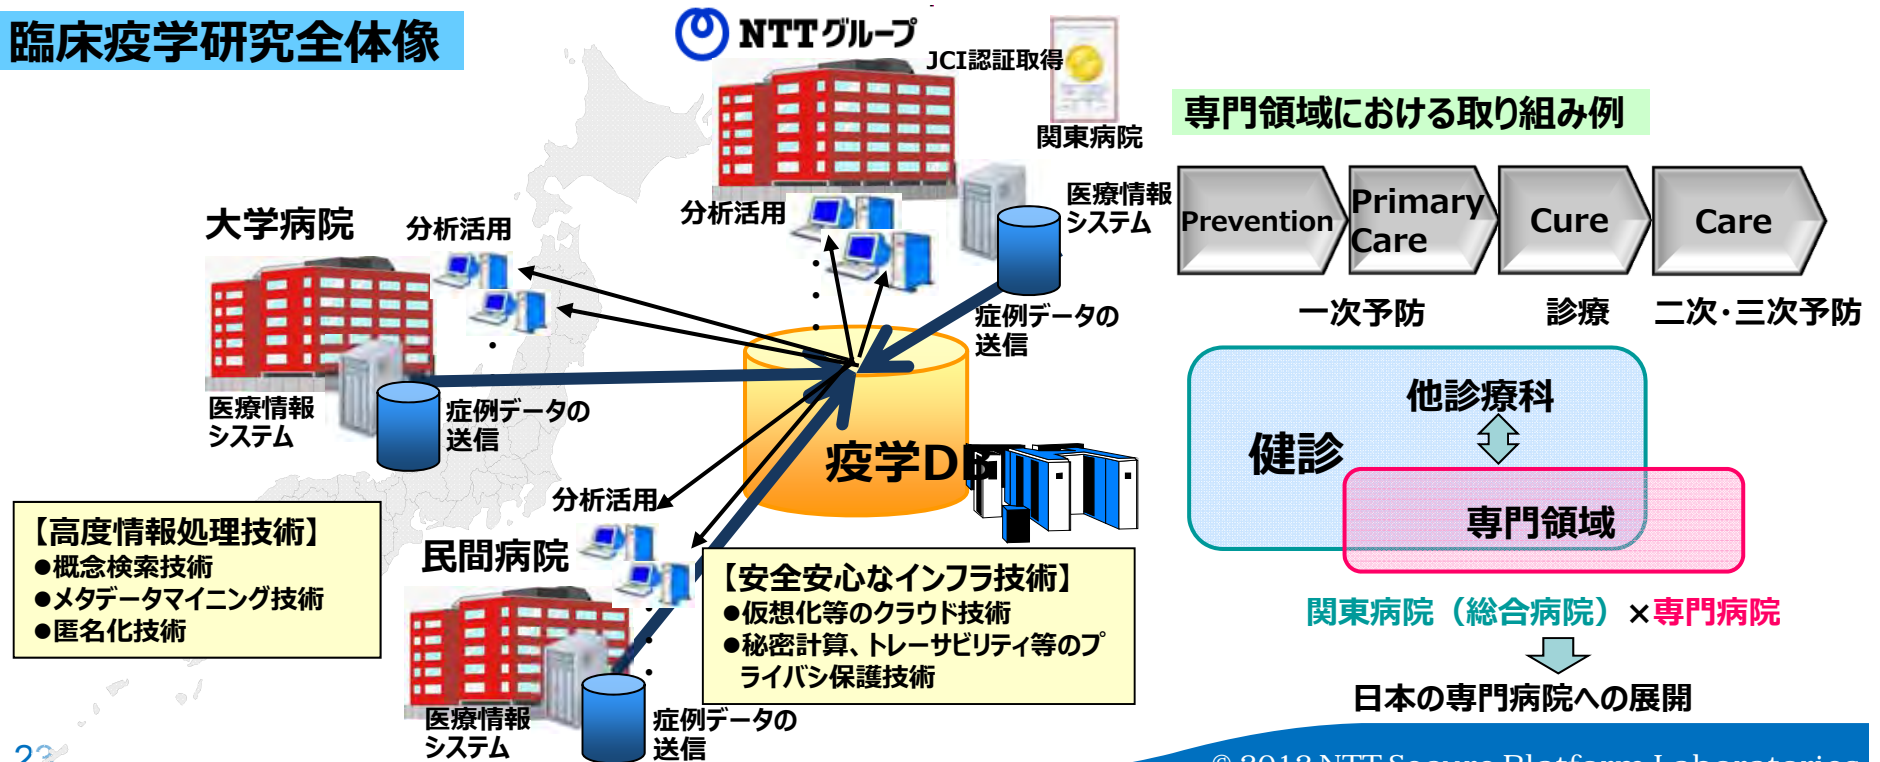 臨床疫学研究全体像
NTTグループ
JCI認証取得
関東病院
分析活用
医療情報
システム
症例データの
送信
大学病院
分析活用
医療情報
システム
症例データの
送信
疫学DB
分析活用
民間病院
医療情報
システム
症例データの
送信
【高度情報処理技術】
●概念検索技術
●メタデータマイニング技術
●匿名化技術
【安全安心なインフラ技術】
●仮想化等のクラウド技術
●秘密計算、トレーサビリティ等のプ
ライバシ保護技術
専門領域における取り組み例
Prevention
Primary
Care
Cure
Care
一次予防
診療
二次・三次予防
他診療科
健診
専門領域
関東病院（総合病院）×専門病院
日本の専門病院への展開
23
© 2013 NTT Secure Platform Laboratories